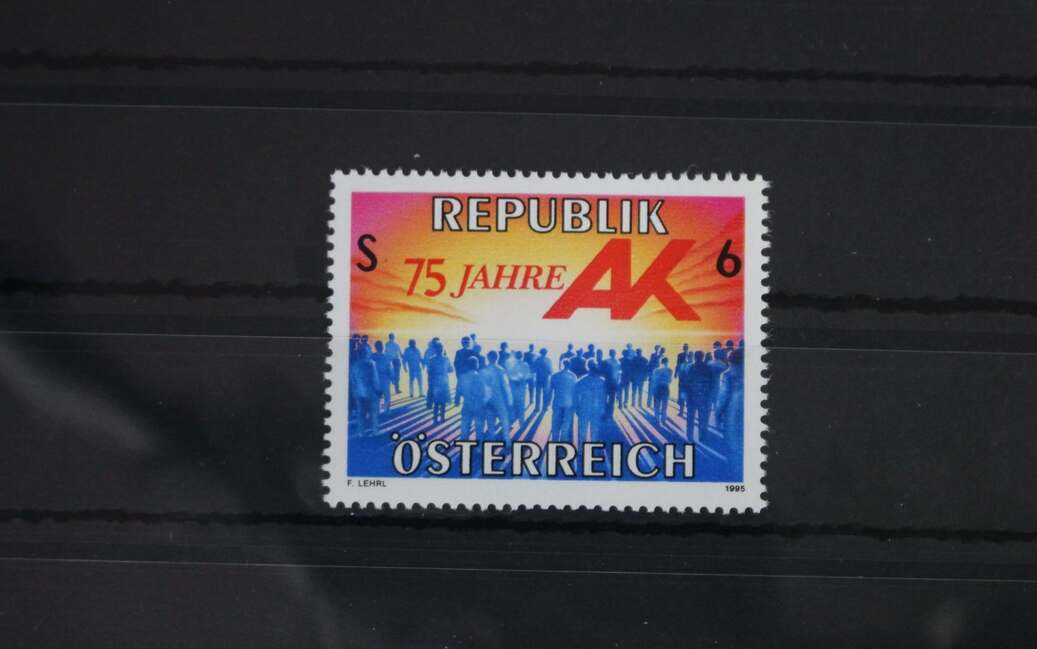 REPUBLIK
S 6
75 JAHRE AK
ÖSTERREICH
F. LEHRL 1995